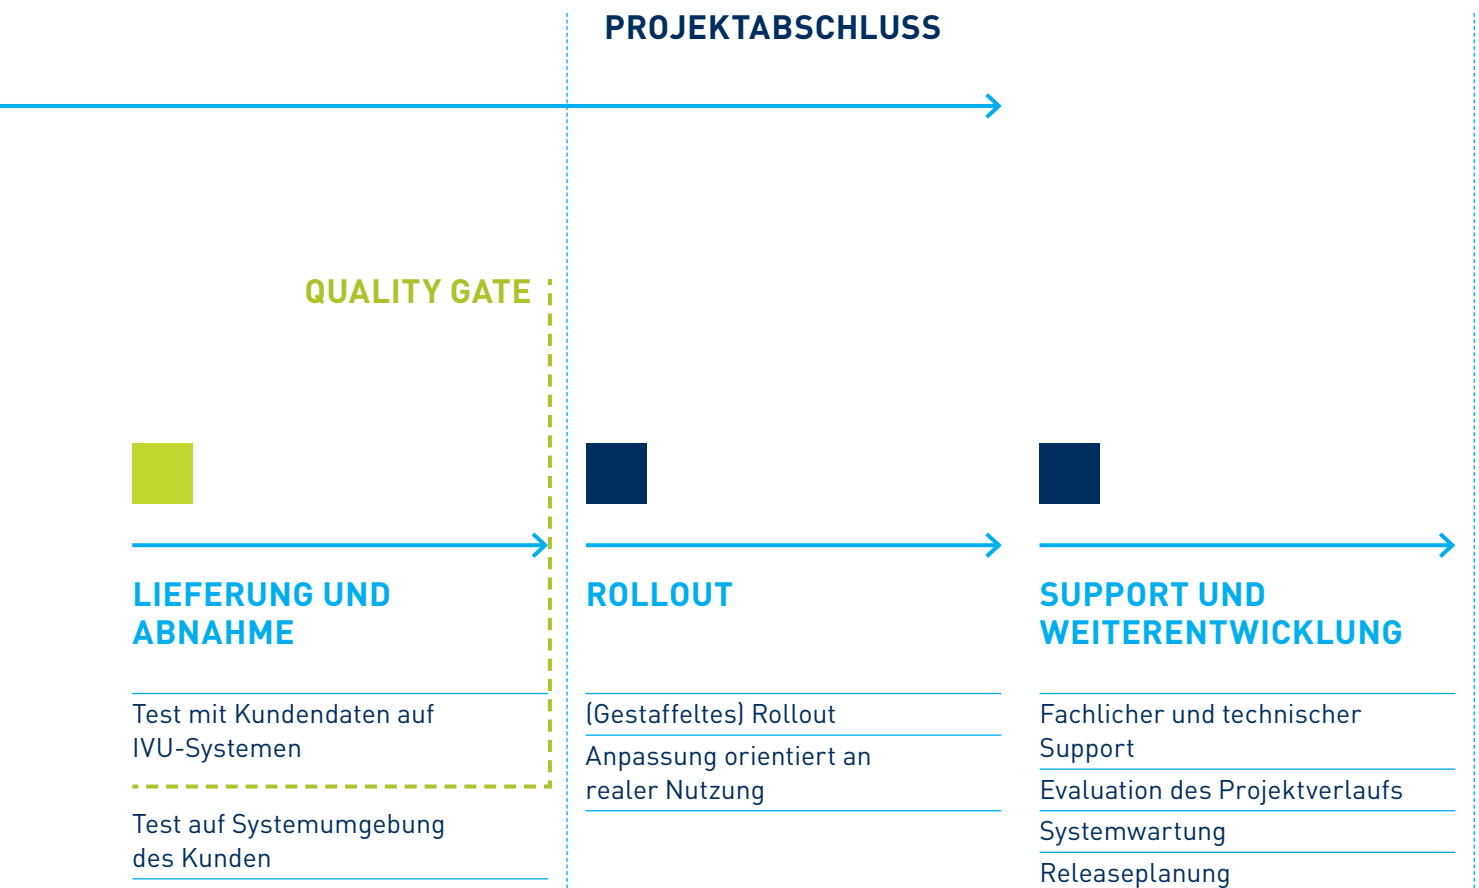 PROJEKTABSCHLUSS
QUALITY GATE
LIEFERUNG UND
ABNAHME
Test mit Kundendaten auf
IVU-Systemen
Test auf Systemumgebung
des Kunden
ROLLOUT
(Gestaffeltes) Rollout
Anpassung orientiert an
realer Nutzung
SUPPORT UND
WEITERENTWICKLUNG
Fachlicher und technischer
Support
Evaluation des Projektverlaufs
Systemwartung
Releaseplanung